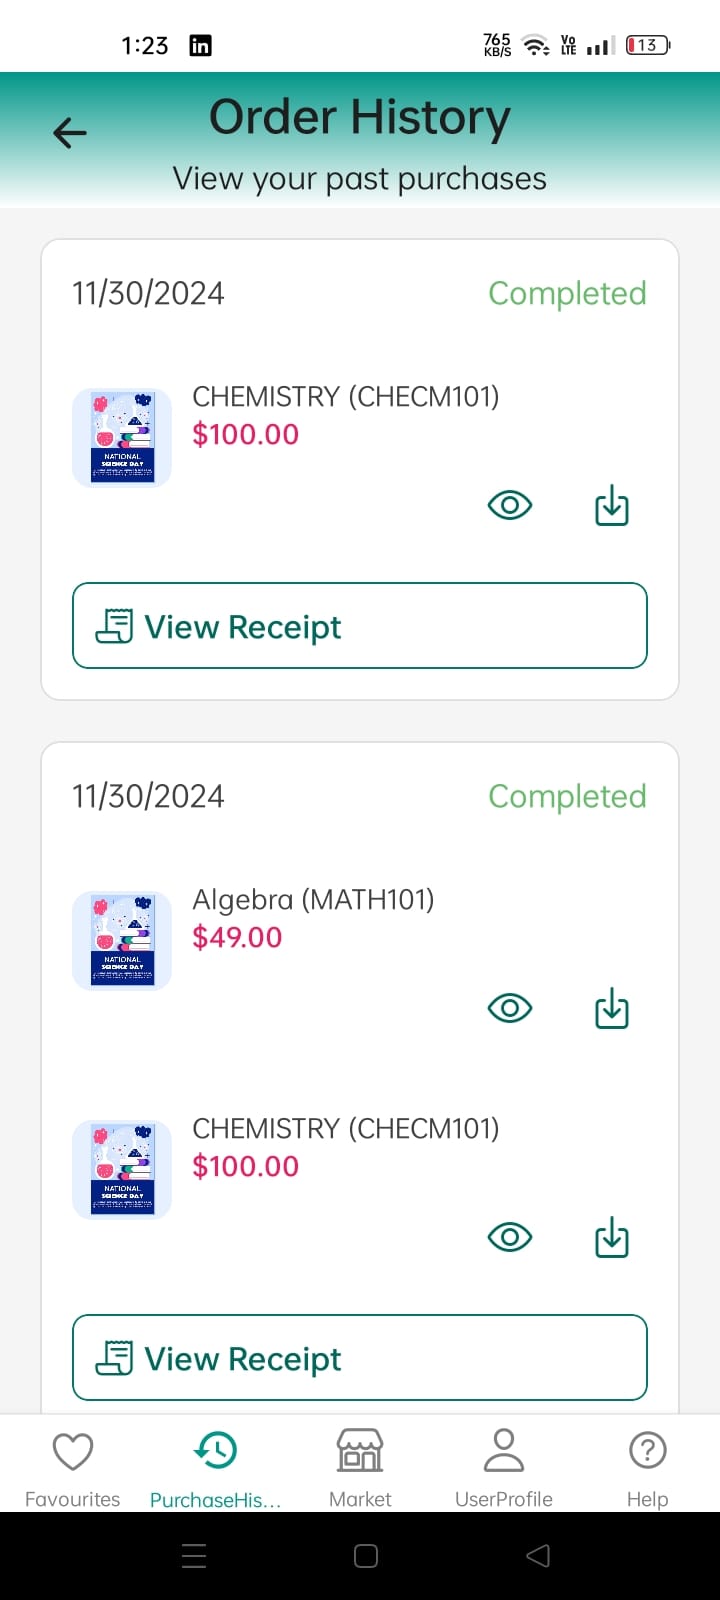 1:23 in 765 KB/S Vo LTE 13
Order History
View your past purchases
11/30/2024 Completed
CHEMISTRY (CHECM101)
$100.00
NATIONAL
SCIENCE DAY
View Receipt
11/30/2024 Completed
Algebra (MATH101)
$49.00
NATIONAL
SCIENCE DAY
CHEMISTRY (CHECM101)
$100.00
NATIONAL
SCIENCE DAY
View Receipt
Favourites PurchaseHis... Market UserProfile Help